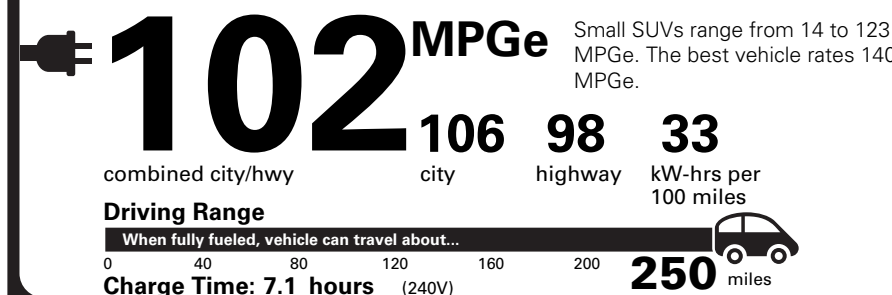 102 MPGe
Small SUVs range from 14 to 123
MPGe. The best vehicle rates 140
MPGe.
106 98 33
combined city/hwy city highway kW-hrs per
100 miles
Driving Range
When fully fueled, vehicle can travel about...
0 40 80 120 160 200 250 miles
Charge Time: 7.1 hours (240V)